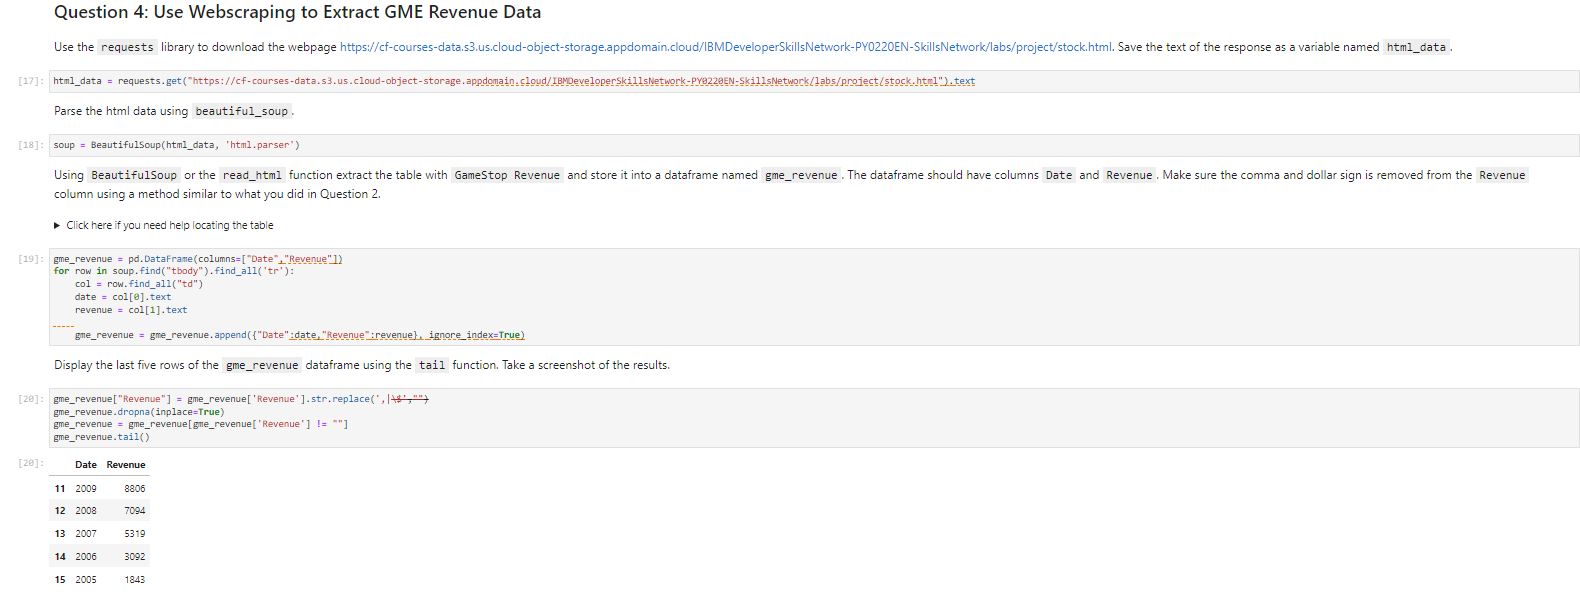 Question 4: Use Webscraping to Extract GME Revenue Data
Use the requests library to download the webpage https://cf-courses-data.s3.us.cloud-object-storage.appdomain.cloud/IBMDeveloperSkillsNetwork-PY0220EN-SkillsNetwork/labs/project/stock.html. Save the text of the response as a variable named html_data.
[17]: html_data = requests.get("https://cf-courses-data.s3.us.cloud-object-storage.appdomain.cloud/IBMDeveloperSkillsNetwork-PY0220EN-SkillsNetwork/labs/project/stock.html").text
Parse the html data using beautiful_soup.
[18]: soup = BeautifulSoup(html_data, 'html.parser')
Using BeautifulSoup or the read_html function extract the table with GameStop Revenue and store it into a dataframe named gme_revenue. The dataframe should have columns Date and Revenue. Make sure the comma and dollar sign is removed from the Revenue
column using a method similar to what you did in Question 2.
▶ Click here if you need help locating the table
[19]: gme_revenue = pd.DataFrame(columns=["Date","Revenue"])
for row in soup.find("tbody").find_all('tr'):
    col = row.find_all("td")
    date = col[0].text
    revenue = col[1].text
    gme_revenue = gme_revenue.append({"Date":date,"Revenue":revenue}, ignore_index=True)
Display the last five rows of the gme_revenue dataframe using the tail function. Take a screenshot of the results.
[20]: gme_revenue["Revenue"] = gme_revenue['Revenue'].str.replace(',|\$',"")
gme_revenue.dropna(inplace=True)
gme_revenue = gme_revenue[gme_revenue['Revenue'] != ""]
gme_revenue.tail()
[20]: Date Revenue
11 2009 8806
12 2008 7094
13 2007 5319
14 2006 3092
15 2005 1843